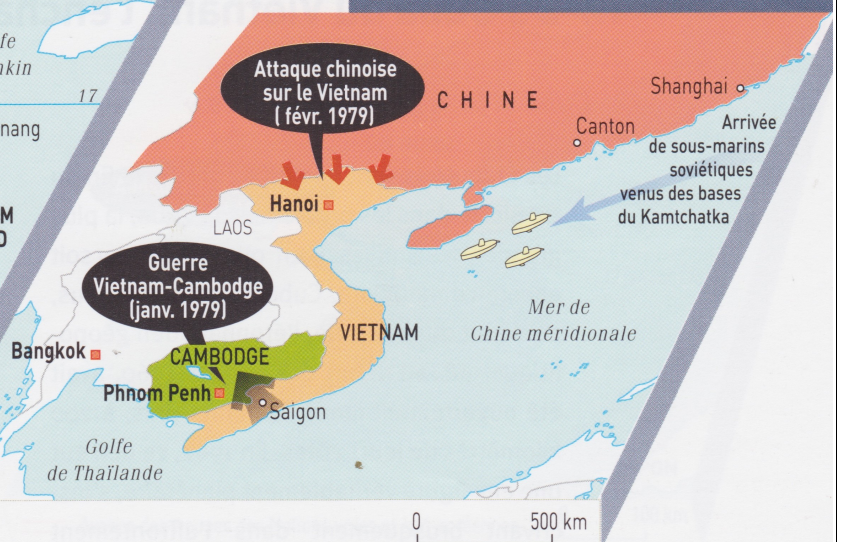 17
nang
Attaque chinoise
sur le Vietnam
( févr. 1979)
CHINE
Shanghai
Canton
Arrivée
de sous-marins
soviétiques
venus des bases
du Kamtchatka
Hanoi
LAOS
Guerre
Vietnam-Cambodge
(janv. 1979)
Mer de
Chine méridionale
VIETNAM
Bangkok
CAMBODGE
Phnom Penh
Saigon
Golfe
de Thaïlande
0 500 km